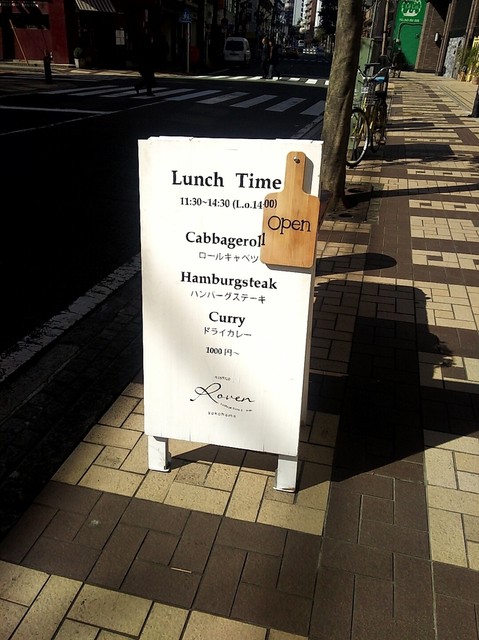 Lunch Time
11:30~14:30 (L.o.14:00)
Open
Cabbageroll
ロールキャベツ
Hamburgsteak
ハンバーグステーキ
Curry
ドライカレー
1000円~
Roven
yokohama